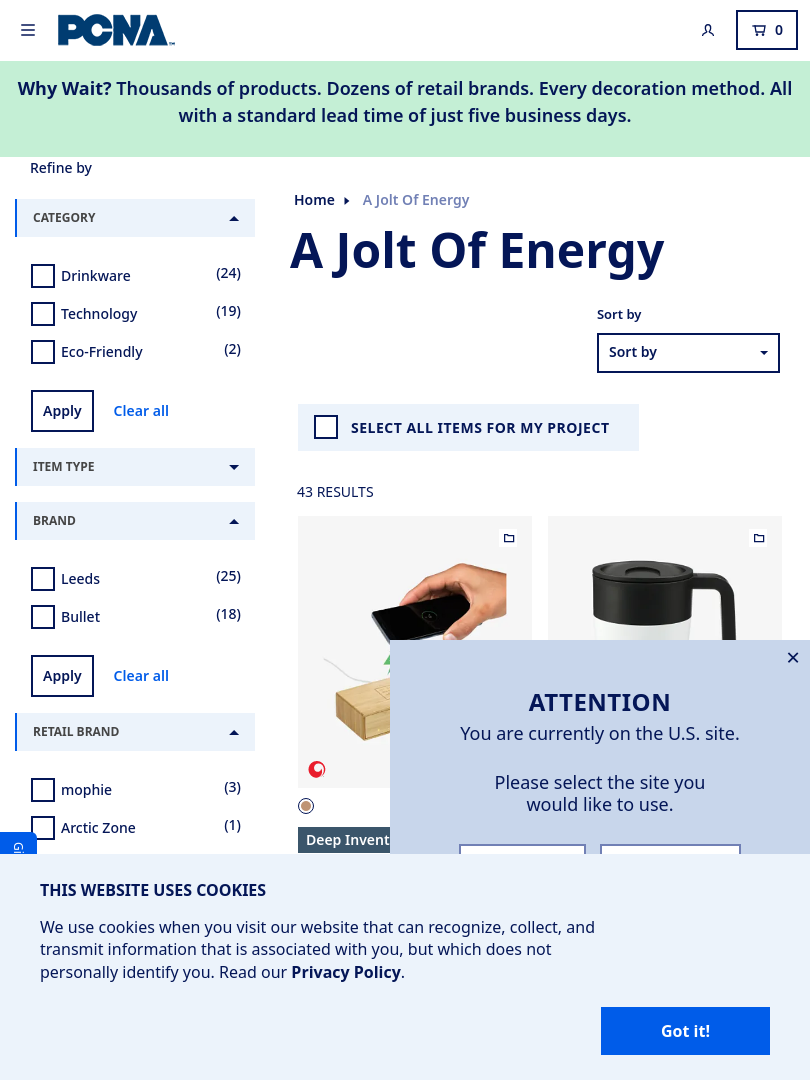 PCNA
0
Why Wait? Thousands of products. Dozens of retail brands. Every decoration method. All
with a standard lead time of just five business days.
Refine by
CATEGORY
Drinkware (24)
Technology (19)
Eco-Friendly (2)
Apply Clear all
ITEM TYPE
BRAND
Leeds (25)
Bullet (18)
Apply Clear all
RETAIL BRAND
mophie (3)
Arctic Zone (1)
Home A Jolt Of Energy
A Jolt Of Energy
Sort by
Sort by
SELECT ALL ITEMS FOR MY PROJECT
43 RESULTS
Deep Invent
ATTENTION
You are currently on the U.S. site.
Please select the site you
would like to use.
THIS WEBSITE USES COOKIES
We use cookies when you visit our website that can recognize, collect, and
transmit information that is associated with you, but which does not
personally identify you. Read our Privacy Policy.
Got it!